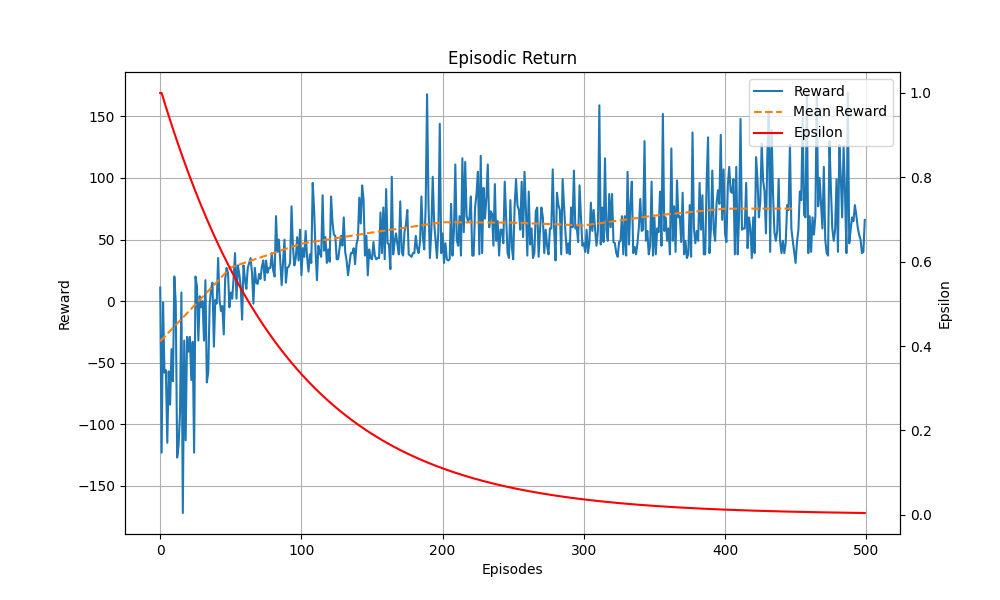 Episodic Return
Reward
Mean Reward
Epsilon
150
100
50
0
−50
−100
−150
Reward
1.0
0.8
0.6
0.4
0.2
0.0
Epsilon
0 100 200 300 400 500
Episodes